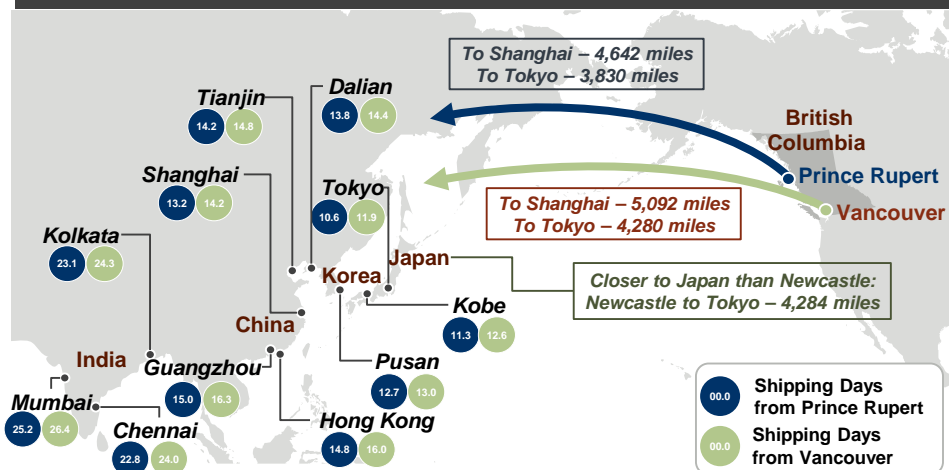 To Shanghai – 4,642 miles
To Tokyo – 3,830 miles
Dalian
13.8 14.4
Tianjin
14.2 14.8
British
Columbia
Prince Rupert
Vancouver
Shanghai
13.2 14.2
Tokyo
10.6 11.9
To Shanghai – 5,092 miles
To Tokyo – 4,280 miles
Kolkata
23.1 24.3
Japan
Korea
Closer to Japan than Newcastle:
Newcastle to Tokyo – 4,284 miles
Kobe
11.3 12.6
China
India
Guangzhou
15.0 16.3
Pusan
12.7 13.0
Mumbai
25.2 26.4
Chennai
22.8 24.0
Hong Kong
14.8 16.0
00.0 Shipping Days
from Prince Rupert
00.0 Shipping Days
from Vancouver